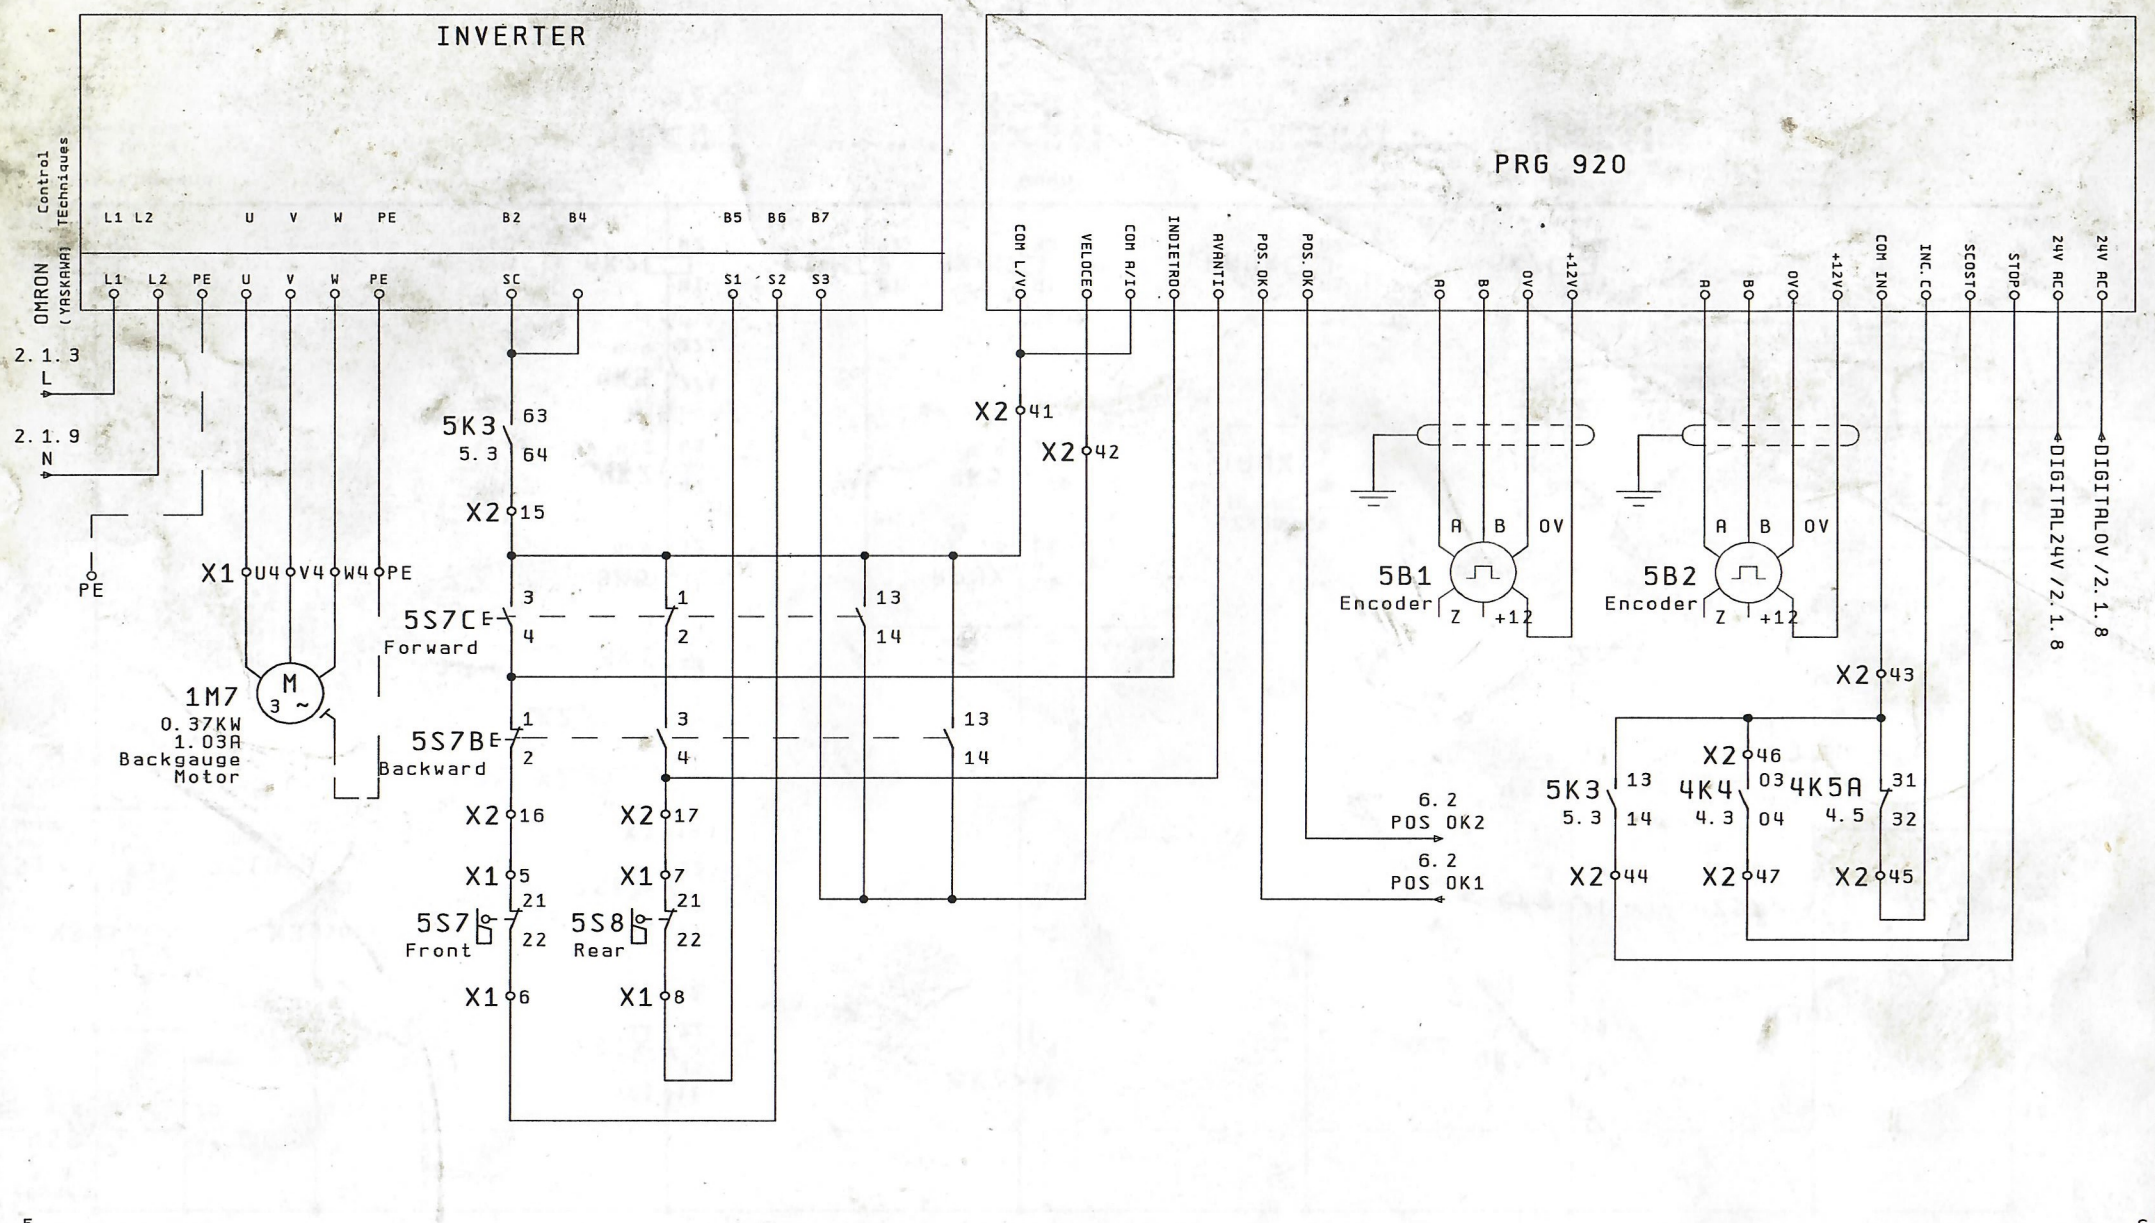 INVERTER
PRG 920
OMRON
(YASKAWA)
Control
TEchniques
L1 L2 U V W PE B2 B4 B5 B6 B7
L1 L2 PE U V W PE SC S1 S2 S3
COM L/V
VELOCE
COM A/I
INDIETRO
AVANTI
POS.OK
POS.OK
A
B
0V
+12V
A
B
0V
+12V
COM IN
INC.C
SCOST
STOP
24V AC
24V AC
2.1.3
L
2.1.9
N
PE
X1 U4 V4 W4 PE
1M7
M
3 ~
0.37KW
1.03A
Backgauge
Motor
5K3 63
5.3 64
X2 15
X2 41
X2 42
5S7C
Forward
3
4
1
2
13
14
5S7B
Backward
1
2
3
4
13
14
X2 16
X2 17
X1 5
X1 7
5S7
Front
21
22
5S8
Rear
21
22
X1 6
X1 8
6.2
POS OK2
6.2
POS OK1
A B 0V
5B1
Encoder
Z +12
A B 0V
5B2
Encoder
Z +12
DIGITAL24V/2.1.8
DIGITAL0V/2.1.8
X2 43
X2 46
5K3 13
5.3 14
4K4 03
4.3 04
4K5A 31
4.5 32
X2 44
X2 47
X2 45